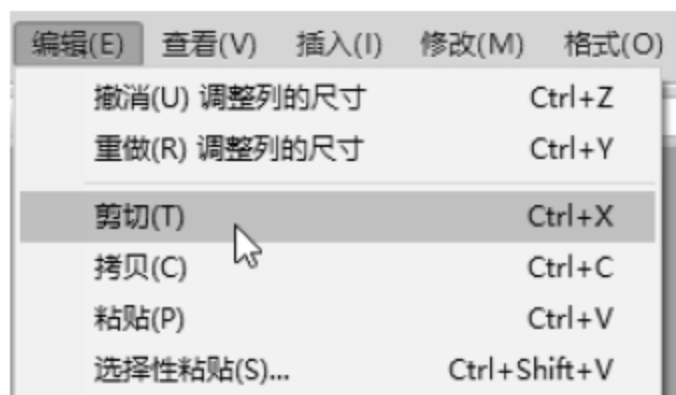 编辑(E) 查看(V) 插入(I) 修改(M) 格式(O)
撤消(U) 调整列的尺寸 Ctrl+Z
重做(R) 调整列的尺寸 Ctrl+Y
剪切(T) Ctrl+X
拷贝(C) Ctrl+C
粘贴(P) Ctrl+V
选择性粘贴(S)... Ctrl+Shift+V